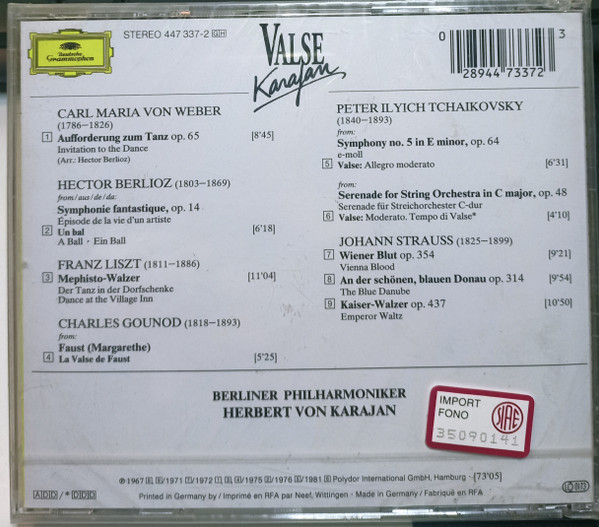 Deutsche
Grammophon
STEREO 447 337-2 GH
VALSE
Karajan
0
28944 73372
3
CARL MARIA VON WEBER
(1786–1826)
1 Aufforderung zum Tanz op. 65 [8'45]
Invitation to the Dance
(Arr.: Hector Berlioz)
HECTOR BERLIOZ (1803–1869)
from/aus/de/da:
Symphonie fantastique, op. 14
Épisode de la vie d'un artiste
2 Un bal [6'18]
A Ball · Ein Ball
FRANZ LISZT (1811–1886)
3 Mephisto-Walzer [11'04]
Der Tanz in der Dorfschenke
Dance at the Village Inn
CHARLES GOUNOD (1818–1893)
from:
Faust (Margarethe)
4 La Valse de Faust [5'25]
PETER ILYICH TCHAIKOVSKY
(1840–1893)
from:
Symphony no. 5 in E minor, op. 64
e-moll
5 Valse: Allegro moderato [6'31]
from:
Serenade for String Orchestra in C major, op. 48
Serenade für Streichorchester C-dur
6 Valse: Moderato. Tempo di Valse* [4'10]
JOHANN STRAUSS (1825–1899)
7 Wiener Blut op. 354 [9'21]
Vienna Blood
8 An der schönen, blauen Donau op. 314 [9'54]
The Blue Danube
9 Kaiser-Walzer op. 437 [10'50]
Emperor Waltz
BERLINER PHILHARMONIKER
HERBERT VON KARAJAN
IMPORT
FONO
SIAE
35090141
℗ 1967 /1971 /1972 /1975 /1976 /1981 Polydor International GmbH, Hamburg · [73'05]
ADD / * DDD
Printed in Germany by / Imprimé en RFA par Neef, Wittingen · Made in Germany / Fabriqué en RFA